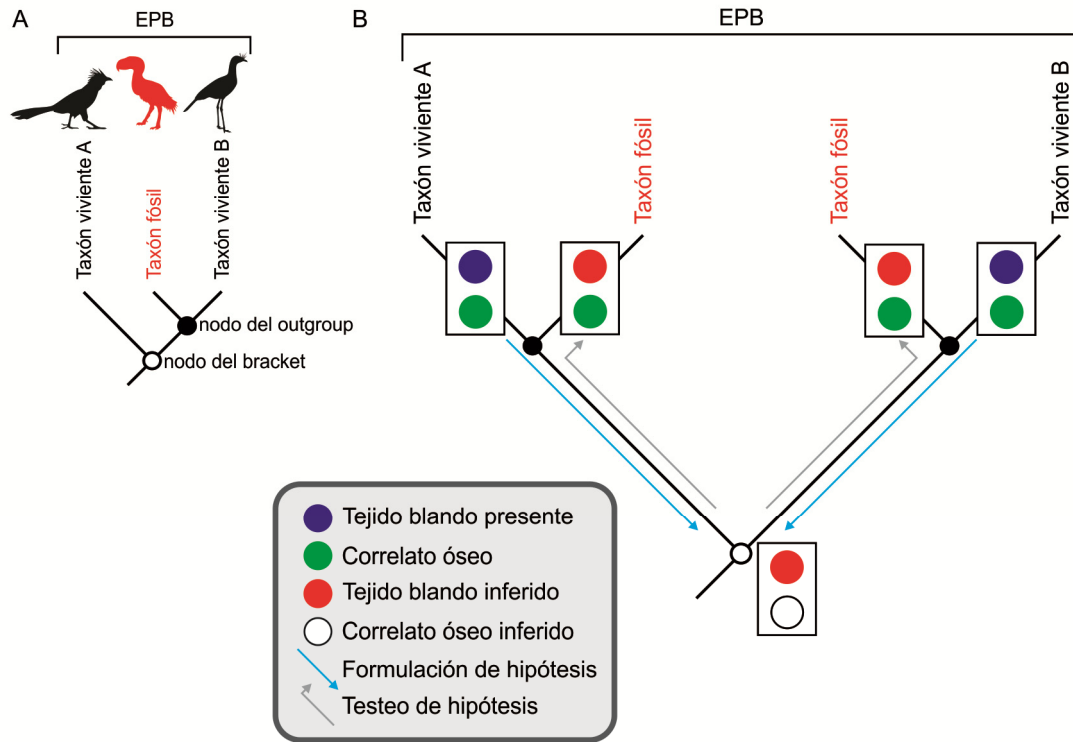 A
EPB
Taxón viviente A
Taxón fósil
Taxón viviente B
nodo del outgroup
nodo del bracket
B
EPB
Taxón viviente A
Taxón fósil
Taxón fósil
Taxón viviente B
Tejido blando presente
Correlato óseo
Tejido blando inferido
Correlato óseo inferido
Formulación de hipótesis
Testeo de hipótesis